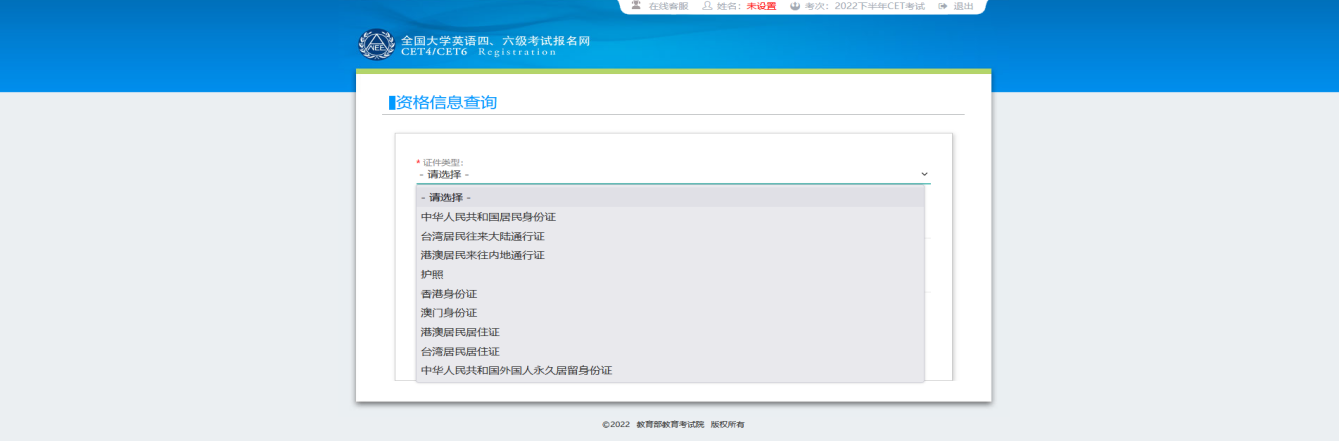 在线客服 姓名：未设置 考次：2022下半年CET考试 退出
NEEA
全国大学英语四、六级考试报名网
CET4/CET6 Registration
资格信息查询
* 证件类型：
- 请选择 -
- 请选择 -
中华人民共和国居民身份证
台湾居民往来大陆通行证
港澳居民来往内地通行证
护照
香港身份证
澳门身份证
港澳居民居住证
台湾居民居住证
中华人民共和国外国人永久居留身份证
©2022 教育部教育考试院 版权所有